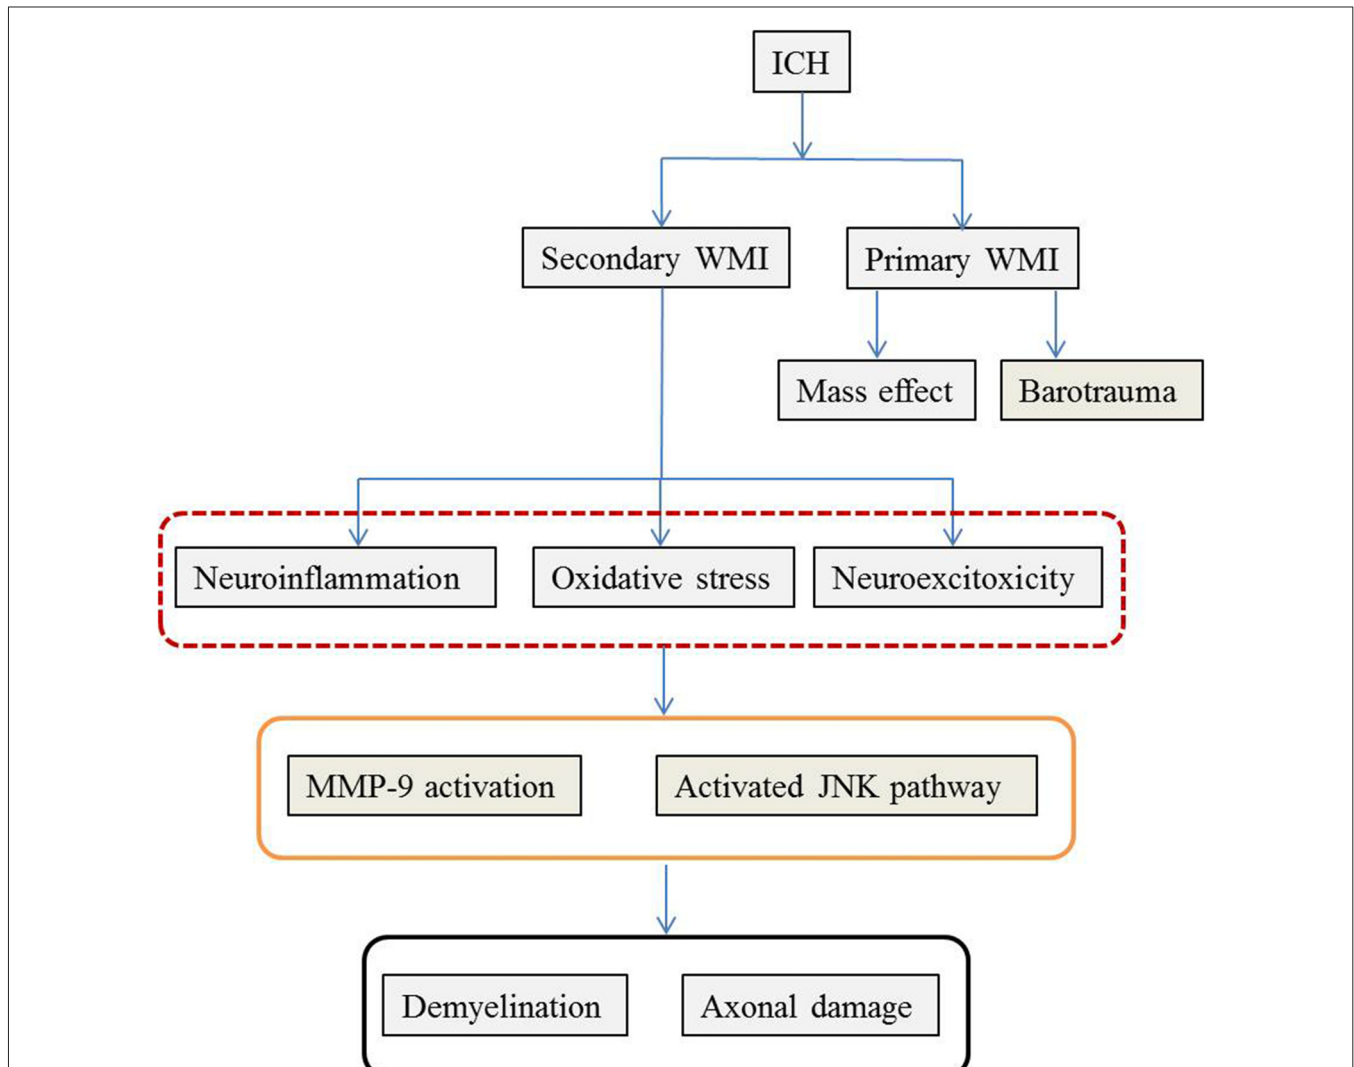 ICH
Secondary WMI
Primary WMI
Mass effect
Barotrauma
Neuroinflammation
Oxidative stress
Neuroexcitoxicity
MMP-9 activation
Activated JNK pathway
Demyelination
Axonal damage